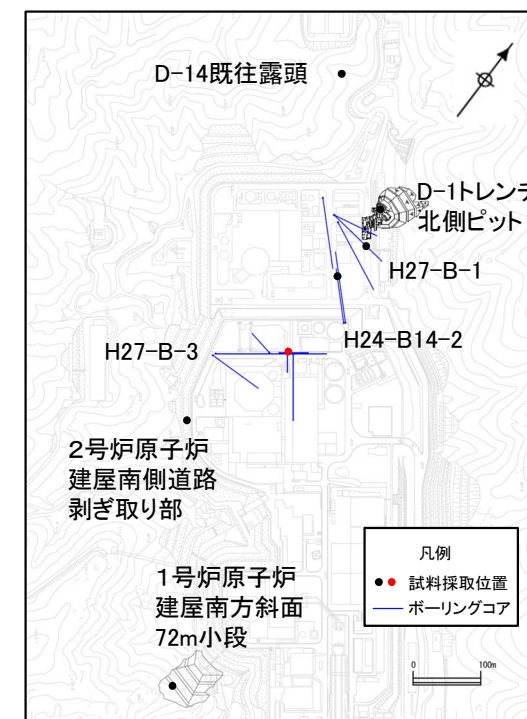 D-14既往露頭
D-1トレンチ
北側ピット
H27-B-1
H24-B14-2
H27-B-3
2号炉原子炉
建屋南側道路
剥ぎ取り部
凡例
試料採取位置
ボーリングコア
1号炉原子炉
建屋南方斜面
72m小段
0 100m